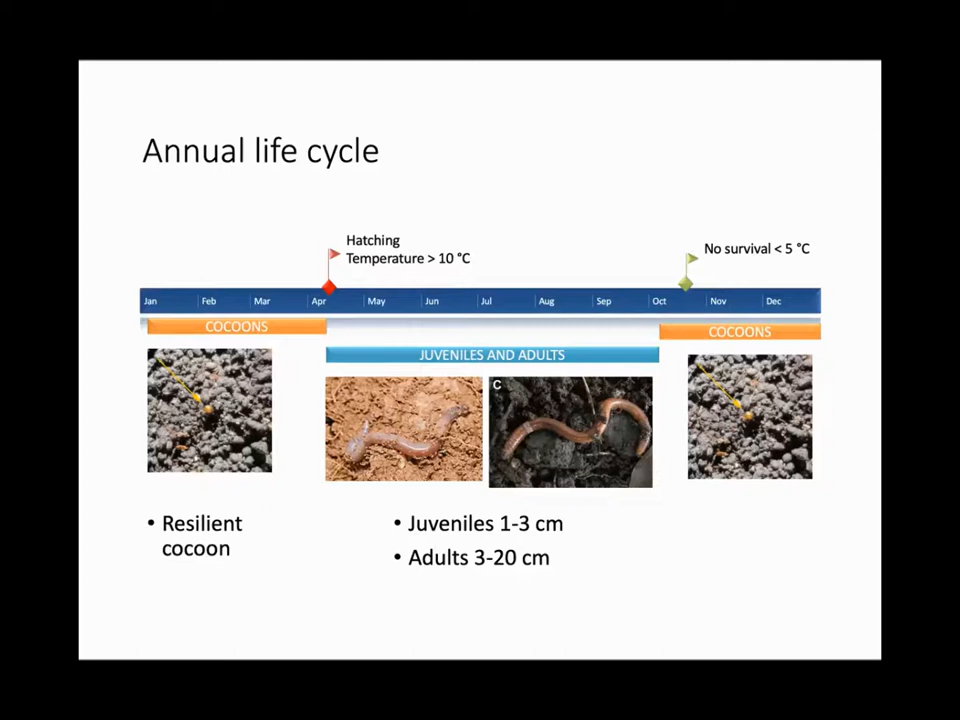 Annual life cycle
Hatching
Temperature > 10 °C
No survival < 5 °C
Jan Feb Mar Apr May Jun Jul Aug Sep Oct Nov Dec
COCOONS
COCOONS
JUVENILES AND ADULTS
C
• Resilient
cocoon
• Juveniles 1-3 cm
• Adults 3-20 cm